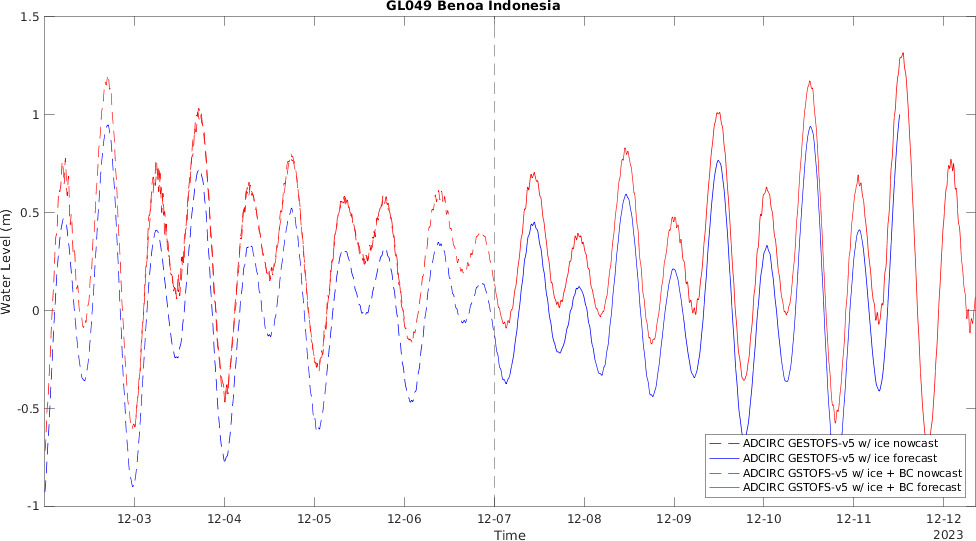 GL049 Benoa Indonesia
1.5
1
0.5
0
-0.5
-1
Water Level (m)
12-03 12-04 12-05 12-06 12-07 12-08 12-09 12-10 12-11 12-12
Time
2023
ADCIRC GESTOFS-v5 w/ ice nowcast
ADCIRC GESTOFS-v5 w/ ice forecast
ADCIRC GSTOFS-v5 w/ ice + BC nowcast
ADCIRC GSTOFS-v5 w/ ice + BC forecast